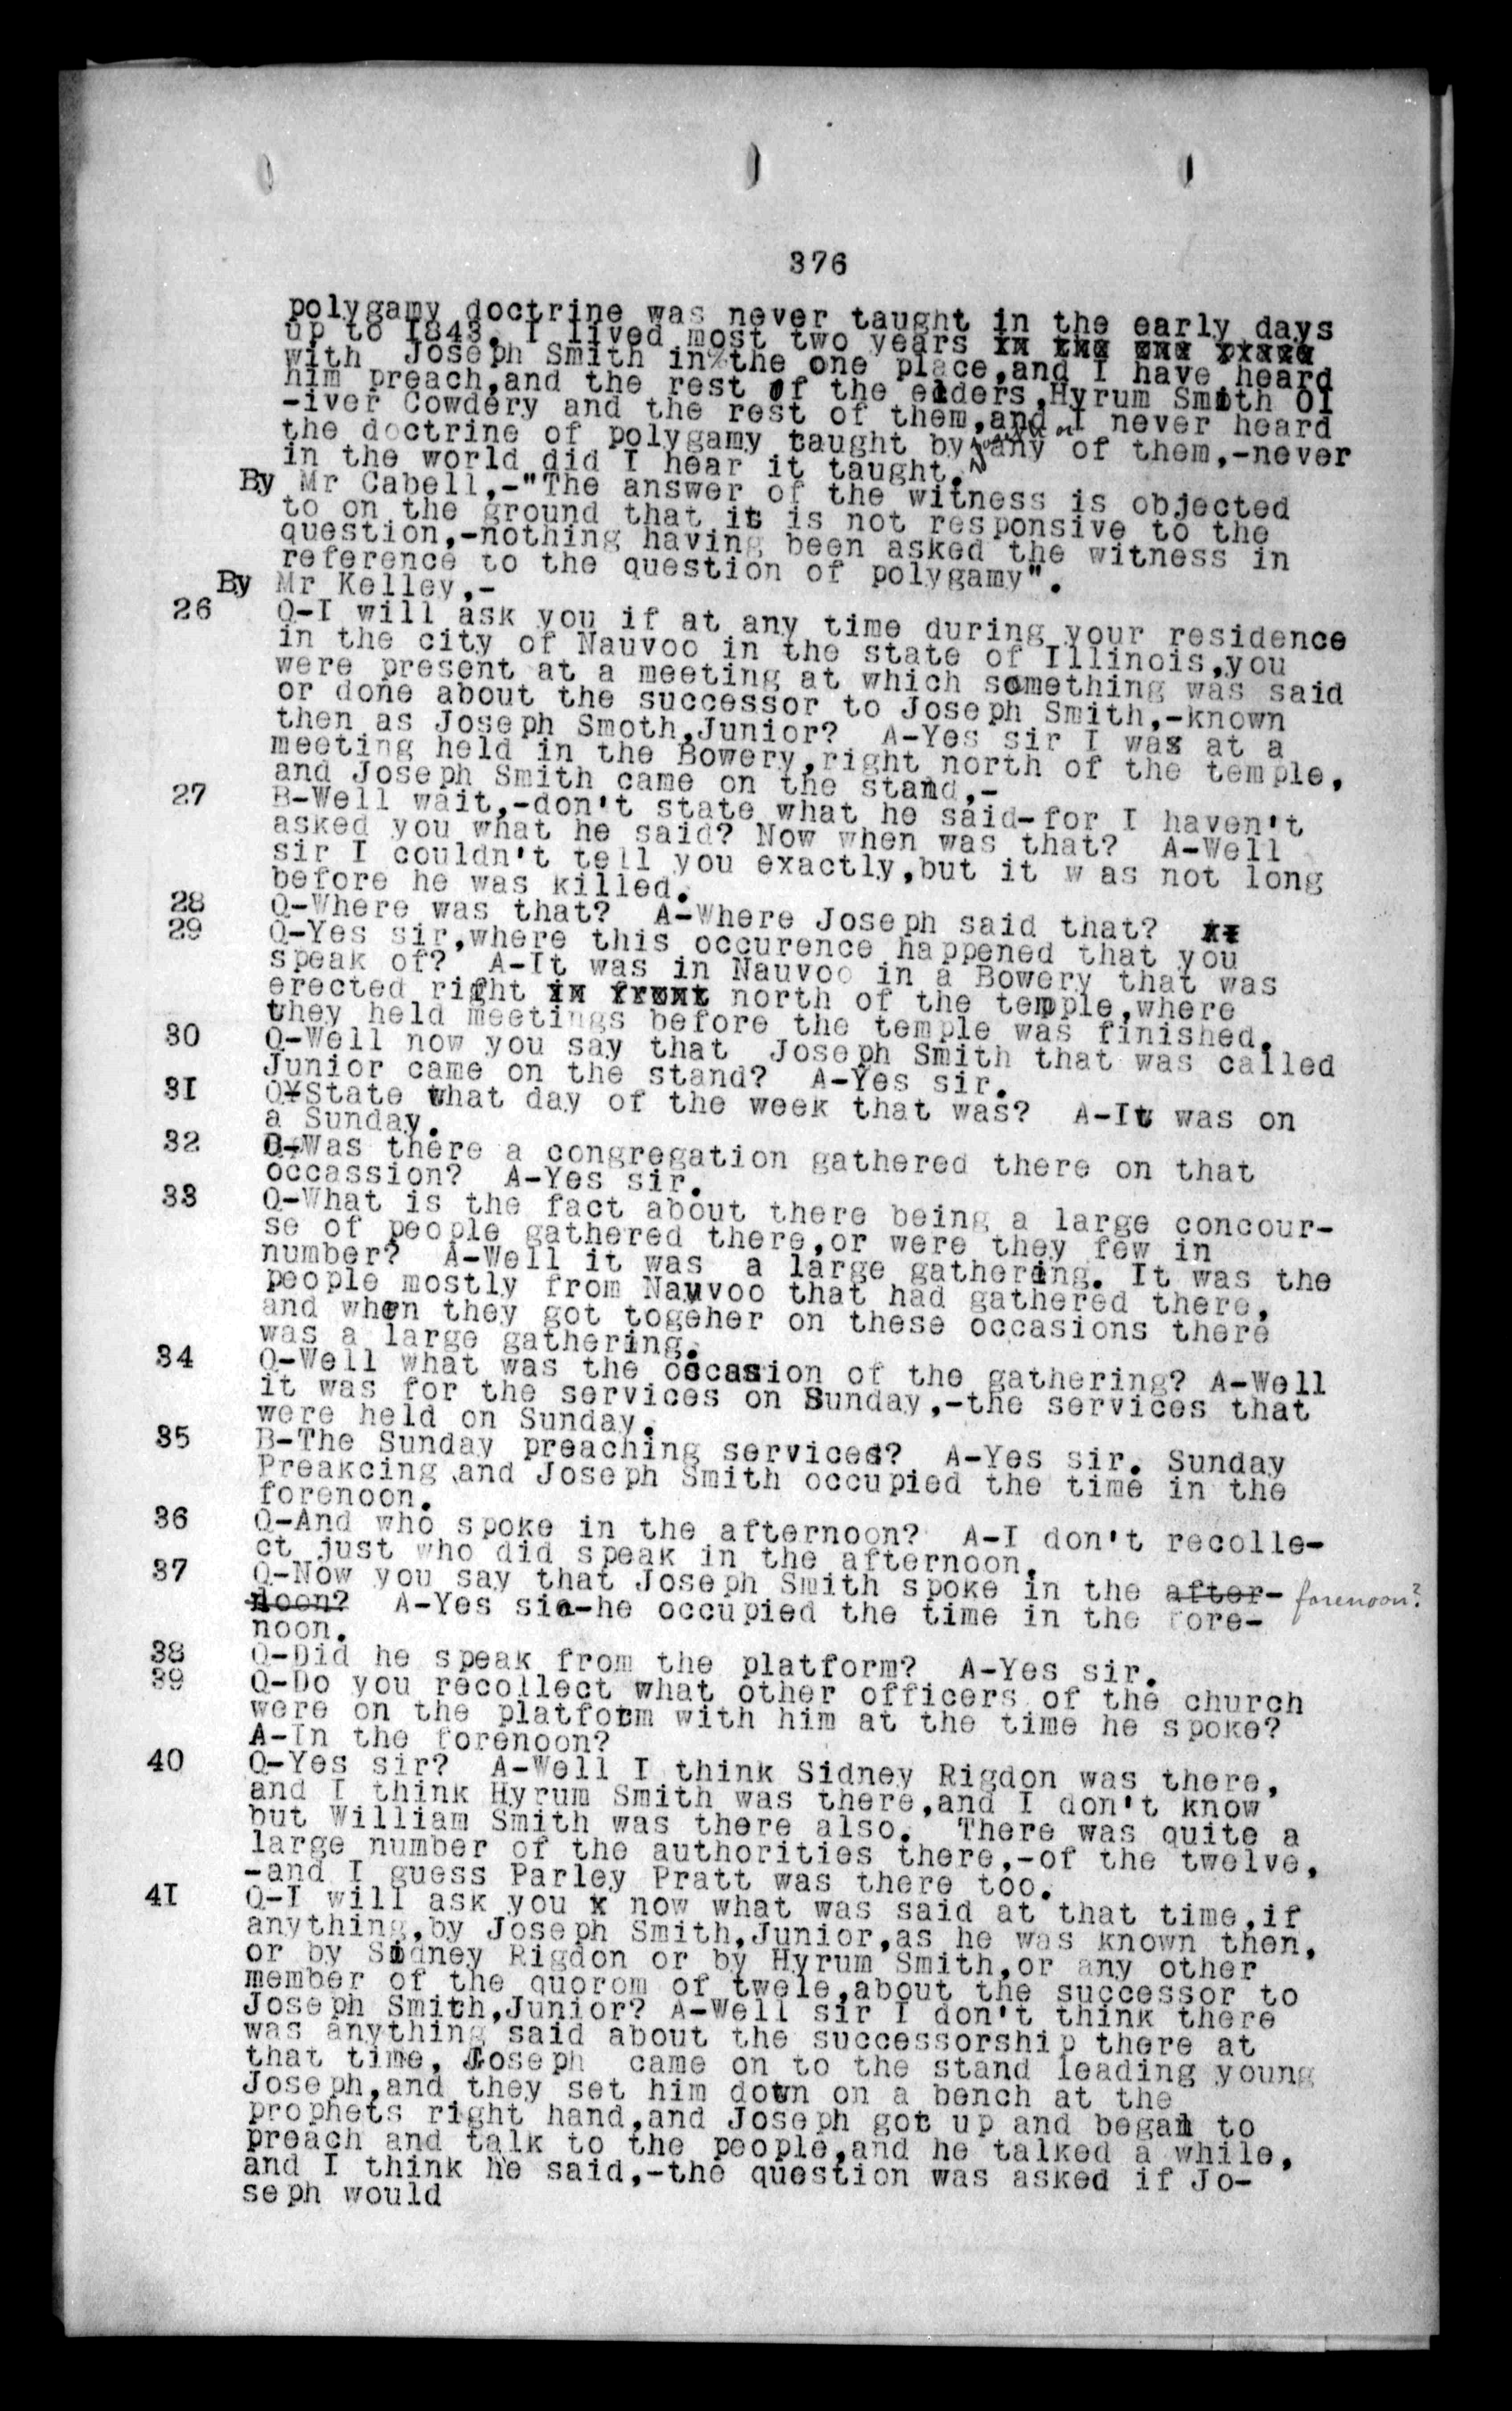 376
polygamy doctrine was never taught in the early days
up to 1843. I lived most two years
with Joseph Smith in the one place,and I have heard
him preach,and the rest of the elders,Hyrum Smith Ol
-iver Cowdery and the rest of them,and I never heard
the doctrine of polygamy taught by Joseph or any of them,-never
in the world did I hear it taught.
By Mr Cabell,-"The answer of the witness is objected
to on the ground that it is not responsive to the
question,-nothing having been asked the witness in
reference to the question of polygamy".
By Mr Kelley,-
26 Q-I will ask you if at any time during your residence
in the city of Nauvoo in the state of Illinois,you
were present at a meeting at which something was said
or done about the successor to Joseph Smith,-known
then as Joseph Smoth,Junior? A-Yes sir I was at a
meeting held in the Bowery,right north of the temple,
and Joseph Smith came on the stand,-
27 B-Well wait,-don't state what he said-for I haven't
asked you what he said? Now when was that? A-Well
sir I couldn't tell you exactly,but it w as not long
before he was killed.
28 Q-Where was that? A-Where Joseph said that?
29 Q-Yes sir,where this occurence happened that you
speak of? A-It was in Nauvoo in a Bowery that was
erected right in front north of the temple,where
they held meetings before the temple was finished.
30 Q-Well now you say that Joseph Smith that was called
Junior came on the stand? A-Yes sir.
31 Q-State what day of the week that was? A-It was on
a Sunday.
32 Q-Was there a congregation gathered there on that
occassion? A-Yes sir.
33 Q-What is the fact about there being a large concour-
se of people gathered there,or were they few in
number? A-Well it was a large gathering. It was the
people mostly from Nauvoo that had gathered there,
and when they got togeher on these occasions there
was a large gathering.
34 Q-Well what was the occasion of the gathering? A-Well
it was for the services on Sunday,-the services that
were held on Sunday.
35 B-The Sunday preaching services? A-Yes sir. Sunday
Preakcing,and Joseph Smith occupied the time in the
forenoon.
36 Q-And who spoke in the afternoon? A-I don't recolle-
ct just who did speak in the afternoon.
37 Q-Now you say that Joseph Smith spoke in the after- forenoon?
noon? A-Yes sir-he occupied the time in the fore-
noon.
38 Q-Did he speak from the platform? A-Yes sir.
39 Q-Do you recollect what other officers of the church
were on the platform with him at the time he spoke?
A-In the forenoon?
40 Q-Yes sir? A-Well I think Sidney Rigdon was there,
and I think Hyrum Smith was there,and I don't know
but William Smith was there also. There was quite a
large number of the authorities there,-of the twelve,
-and I guess Parley Pratt was there too.
41 Q-I will ask you x now what was said at that time,if
anything,by Joseph Smith,Junior,as he was known then,
or by Sidney Rigdon or by Hyrum Smith,or any other
member of the quorom of twele,about the successor to
Joseph Smith,Junior? A-Well sir I don't think there
was anything said about the successorship there at
that time, Joseph came on to the stand leading young
Joseph,and they set him down on a bench at the
prophets right hand,and Joseph got up and began to
preach and talk to the people,and he talked a while,
and I think he said,-the question was asked if Jo-
seph would